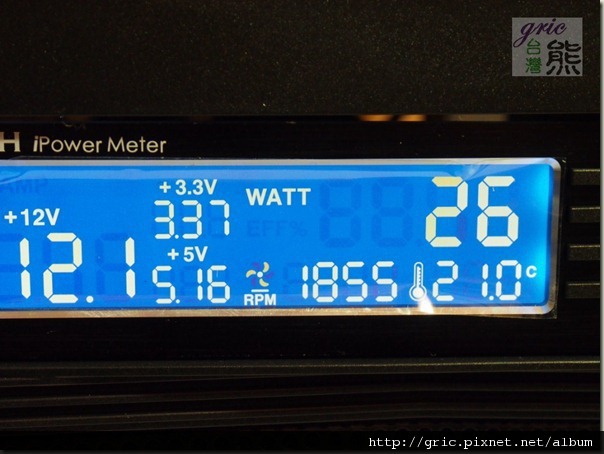 gric
台灣熊
H iPower Meter
AMP
+3.3V
WATT
26
+12V
3.37
EFF%
+5V
12.1
5.16
RPM
1855
21.0°C
http://gric.pixnet.net/album